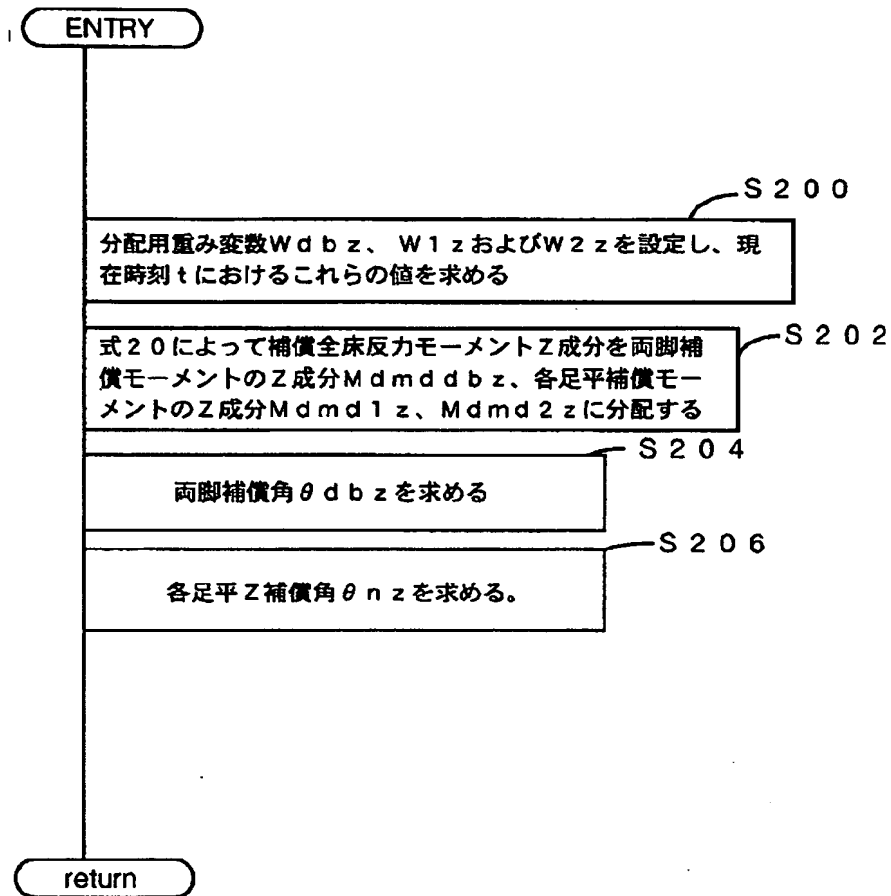 ENTRY
S200
分配用重み変数Wdbz、W1zおよびW2zを設定し、現
在時刻tにおけるこれらの値を求める
S202
式20によって補償全床反力モーメントZ成分を両脚補
償モーメントのZ成分Mdmddbz、各足平補償モー
メントのZ成分Mdmd1z、Mdmd2zに分配する
S204
両脚補償角θdbzを求める
S206
各足平Z補償角θnzを求める。
return